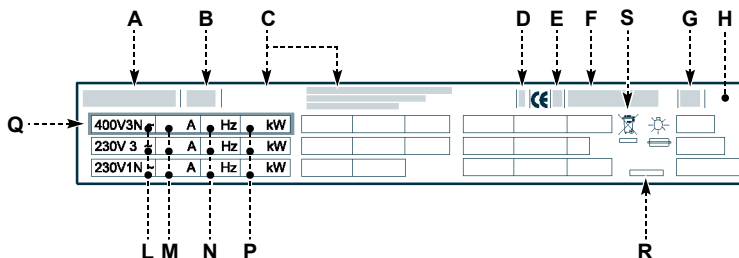 A B C D E F S G H
CE
Q
400V3N ~ A Hz kW
230V 3 ~ A Hz kW
230V1N ~ A Hz kW
L M N P R